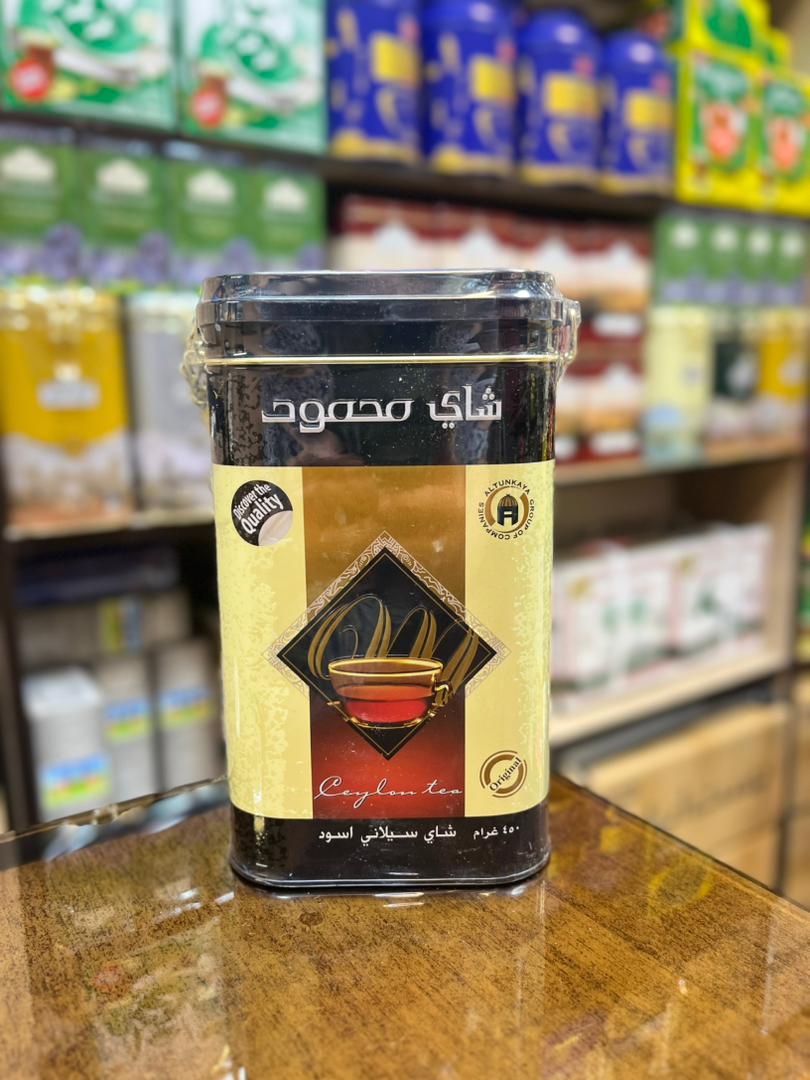 شاي محمود
Discover the
Quality
ALTUNKAYA GROUP OF COMPANIES
Ceylon tea
Original
شاي سيلاني اسود ٤٥٠ غرام